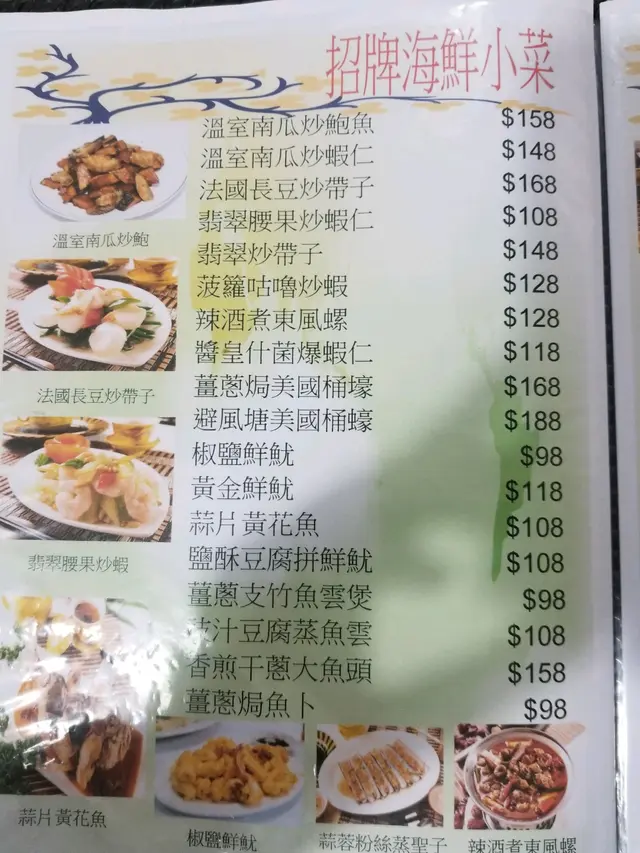 招牌海鮮小菜
溫室南瓜炒鮑魚 $158
溫室南瓜炒蝦仁 $148
法國長豆炒帶子 $168
翡翠腰果炒蝦仁 $108
翡翠炒帶子 $148
菠籮咕嚕炒蝦 $128
辣酒煮東風螺 $128
醬皇什菌爆蝦仁 $118
薑蔥焗美國桶壕 $168
避風塘美國桶蠔 $188
椒鹽鮮魷 $98
黃金鮮魷 $118
蒜片黃花魚 $108
鹽酥豆腐拼鮮魷 $108
薑蔥支竹魚雲煲 $98
汁豆腐蒸魚雲 $108
香煎干蔥大魚頭 $158
薑蔥焗魚卜 $98
溫室南瓜炒鮑
法國長豆炒帶子
翡翠腰果炒蝦
蒜片黃花魚
椒鹽鮮魷
蒜蓉粉絲蒸聖子
辣酒煮東風螺